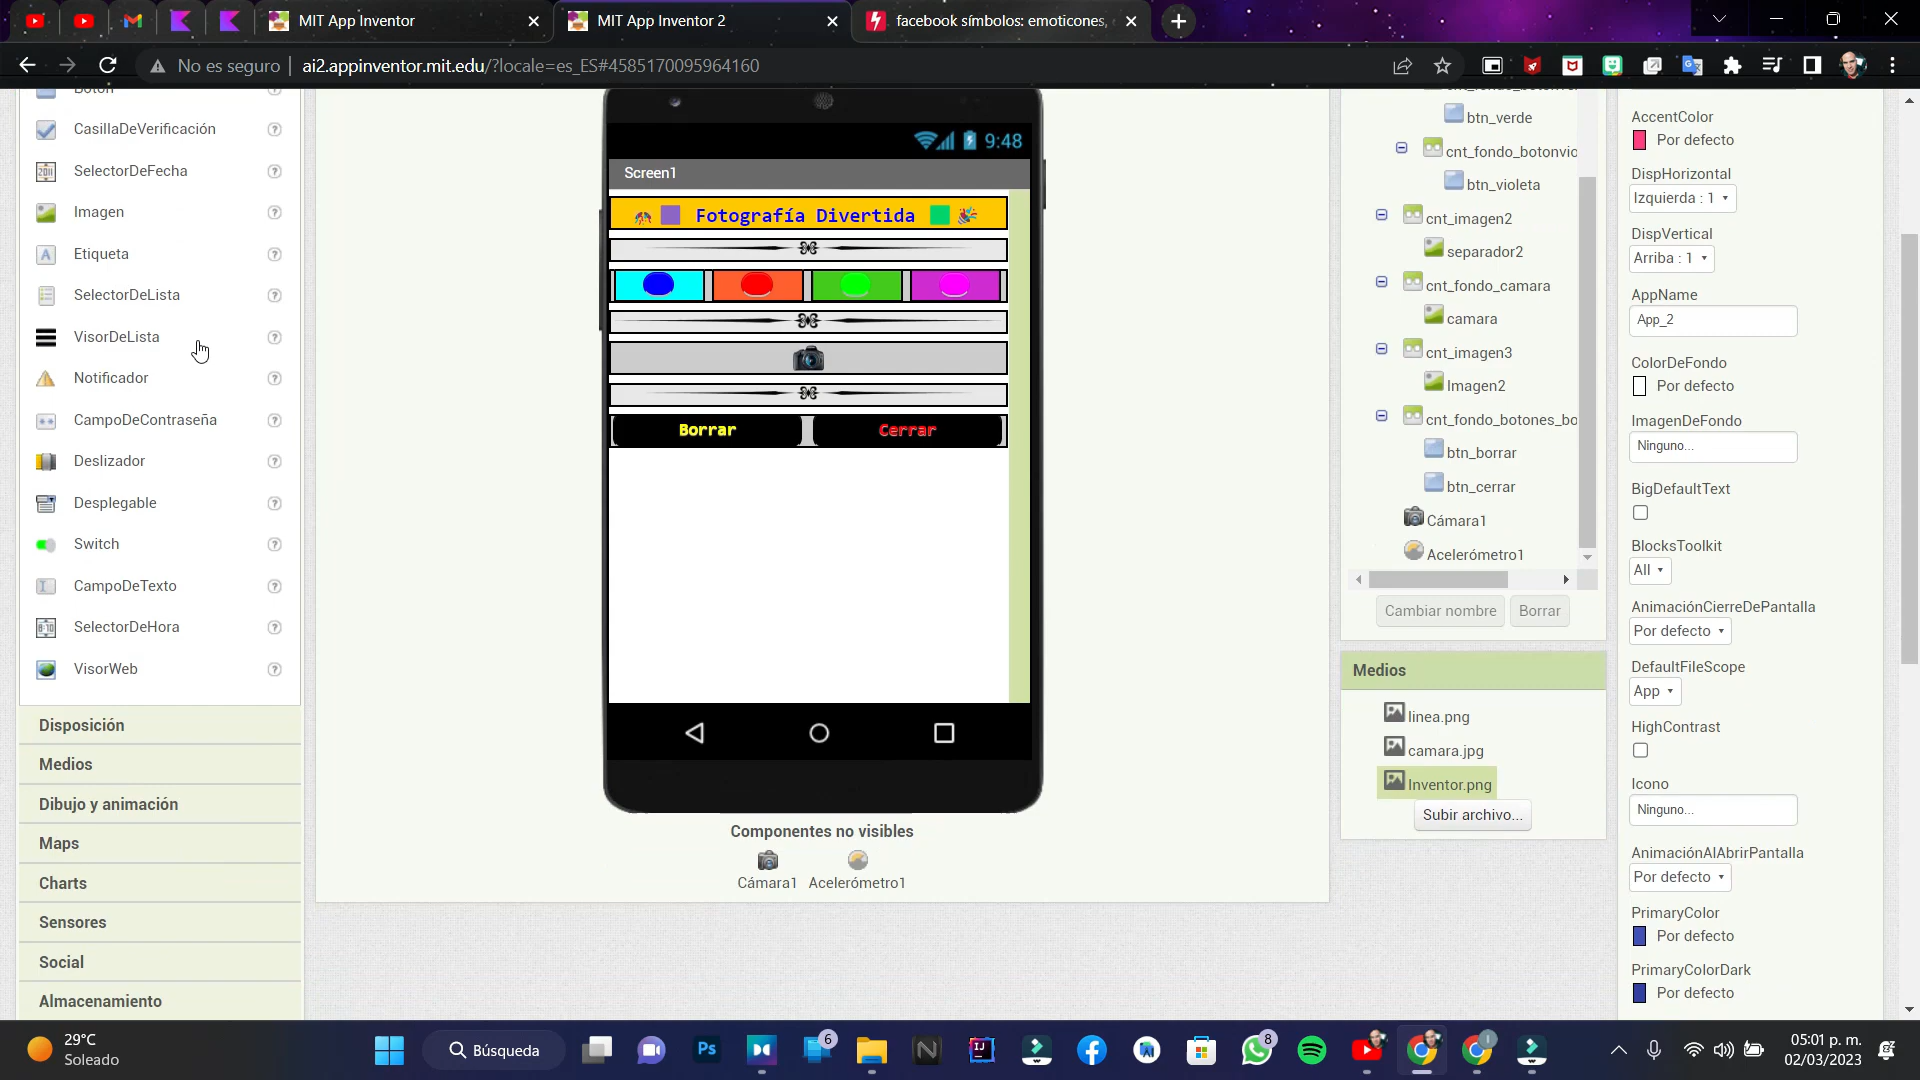 MIT App Inventor
MIT App Inventor 2
facebook símbolos: emoticones,
No es seguro
ai2.appinventor.mit.edu/?locale=es_ES#4585170095964160
Botón
CasillaDeVerificación
SelectorDeFecha
Imagen
Etiqueta
SelectorDeLista
VisorDeLista
Notificador
CampoDeContraseña
Deslizador
Desplegable
Switch
CampoDeTexto
SelectorDeHora
VisorWeb
Disposición
Medios
Dibujo y animación
Maps
Charts
Sensores
Social
Almacenamiento
9:48
Screen1
Fotografía Divertida
Borrar
Cerrar
Componentes no visibles
Cámara1
Acelerómetro1
btn_verde
cnt_fondo_botonvio
btn_violeta
cnt_imagen2
separador2
cnt_fondo_camara
camara
cnt_imagen3
Imagen2
cnt_fondo_botones_bo
btn_borrar
btn_cerrar
Cámara1
Acelerómetro1
Cambiar nombre
Borrar
Medios
linea.png
camara.jpg
Inventor.png
Subir archivo...
AccentColor
Por defecto
DispHorizontal
Izquierda : 1
DispVertical
Arriba : 1
AppName
App_2
ColorDeFondo
Por defecto
ImagenDeFondo
Ninguno...
BigDefaultText
BlocksToolkit
All
AnimaciónCierreDePantalla
Por defecto
DefaultFileScope
App
HighContrast
Icono
Ninguno...
AnimaciónAlAbrirPantalla
Por defecto
PrimaryColor
Por defecto
PrimaryColorDark
Por defecto
29°C
Soleado
Búsqueda
6
8
05:01 p. m.
02/03/2023